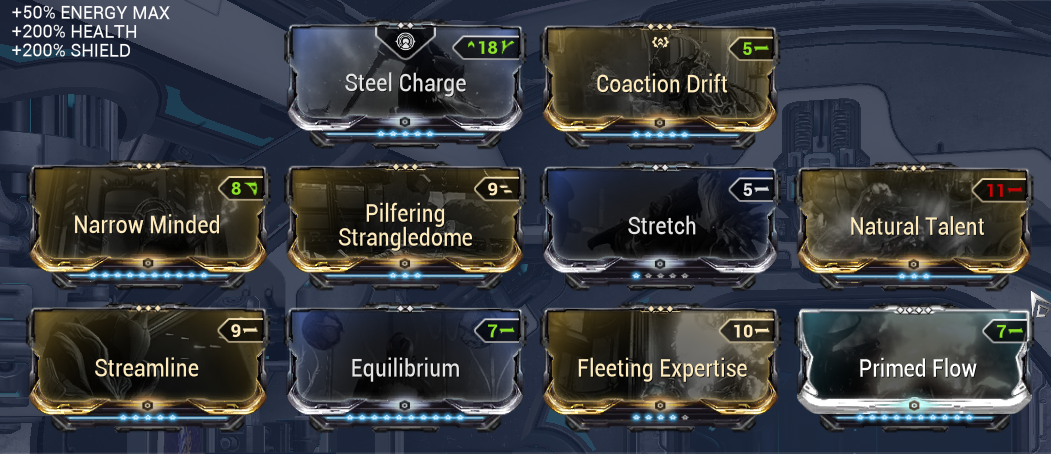 +50% ENERGY MAX
+200% HEALTH
+200% SHIELD
18
Steel Charge
5
Coaction Drift
8
Narrow Minded
9
Pilfering
Strangledome
5
Stretch
11
Natural Talent
9
Streamline
7
Equilibrium
10
Fleeting Expertise
7
Primed Flow